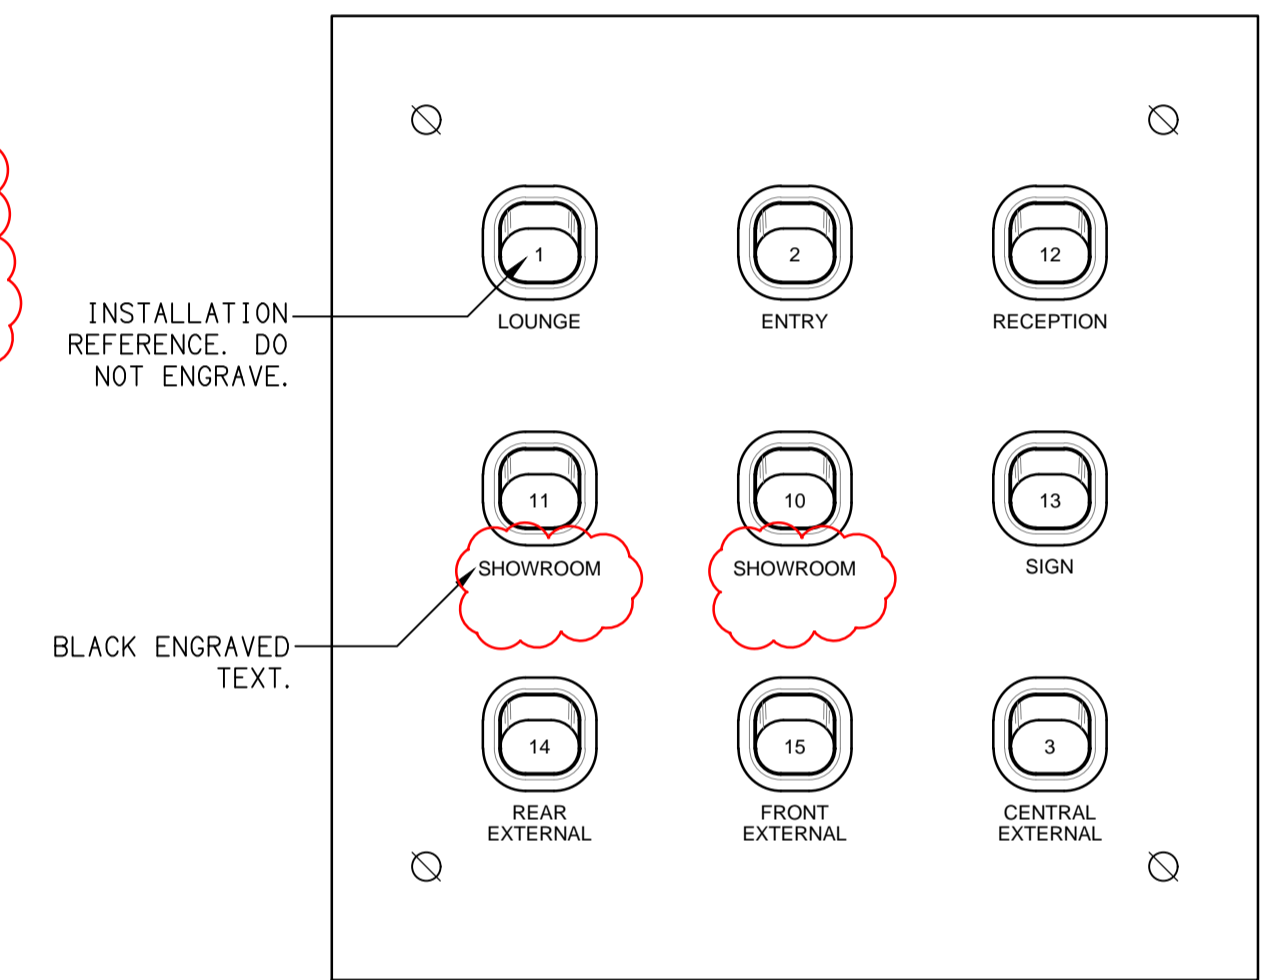 1
2
12
LOUNGE
ENTRY
RECEPTION
INSTALLATION
REFERENCE. DO
NOT ENGRAVE.
11
10
13
SHOWROOM
SHOWROOM
SIGN
BLACK ENGRAVED
TEXT.
14
15
3
REAR
EXTERNAL
FRONT
EXTERNAL
CENTRAL
EXTERNAL